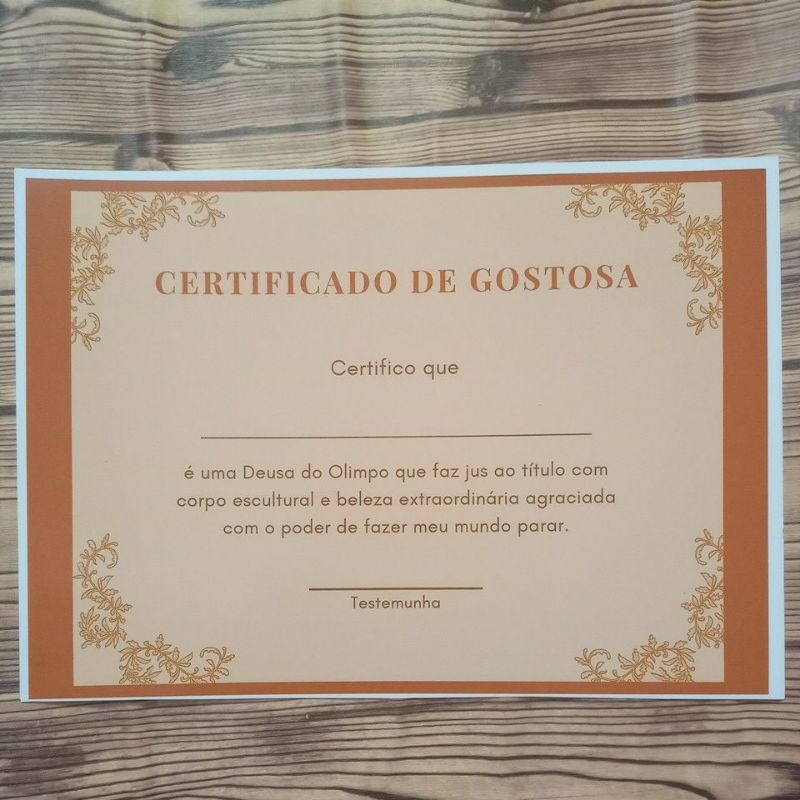 CERTIFICADO DE GOSTOSA
Certifico que
é uma Deusa do Olimpo que faz jus ao título com
corpo escultural e beleza extraordinária agraciada
com o poder de fazer meu mundo parar.
Testemunha